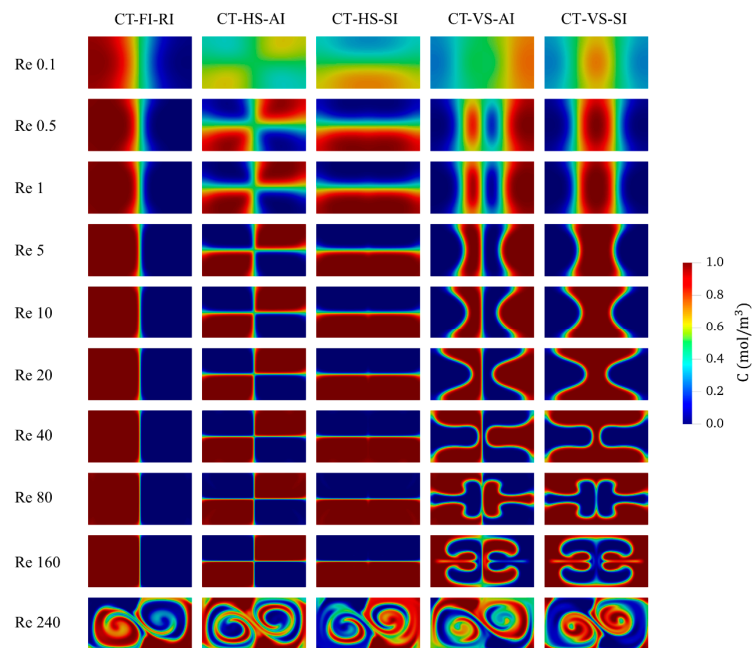 CT-FI-RI CT-HS-AI CT-HS-SI CT-VS-AI CT-VS-SI
Re 0.1
Re 0.5
Re 1
Re 5
Re 10
Re 20
Re 40
Re 80
Re 160
Re 240
1.0
0.8
0.6
0.4
0.2
0.0
C (mol/m³)